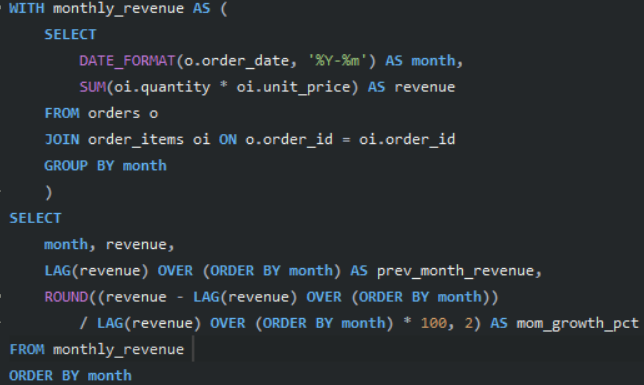 WITH monthly_revenue AS (
SELECT
DATE_FORMAT(o.order_date, '%Y-%m') AS month,
SUM(oi.quantity * oi.unit_price) AS revenue
FROM orders o
JOIN order_items oi ON o.order_id = oi.order_id
GROUP BY month
)
SELECT
month, revenue,
LAG(revenue) OVER (ORDER BY month) AS prev_month_revenue,
ROUND((revenue - LAG(revenue) OVER (ORDER BY month))
/ LAG(revenue) OVER (ORDER BY month) * 100, 2) AS mom_growth_pct
FROM monthly_revenue
ORDER BY month